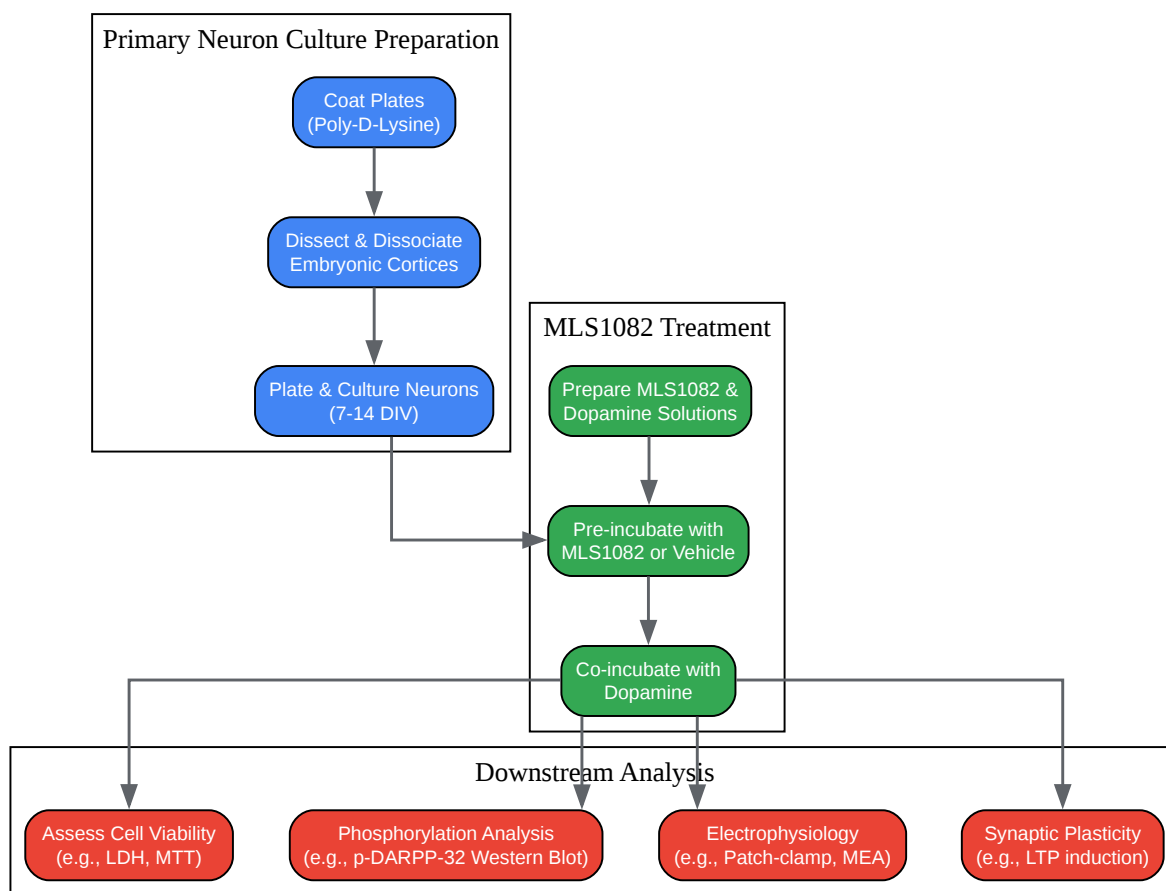 Primary Neuron Culture Preparation
Coat Plates
(Poly-D-Lysine)
Dissect & Dissociate
Embryonic Cortices
Plate & Culture Neurons
(7-14 DIV)
MLS1082 Treatment
Prepare MLS1082 &
Dopamine Solutions
Pre-incubate with
MLS1082 or Vehicle
Co-incubate with
Dopamine
Downstream Analysis
Assess Cell Viability
(e.g., LDH, MTT)
Phosphorylation Analysis
(e.g., p-DARPP-32 Western Blot)
Electrophysiology
(e.g., Patch-clamp, MEA)
Synaptic Plasticity
(e.g., LTP induction)